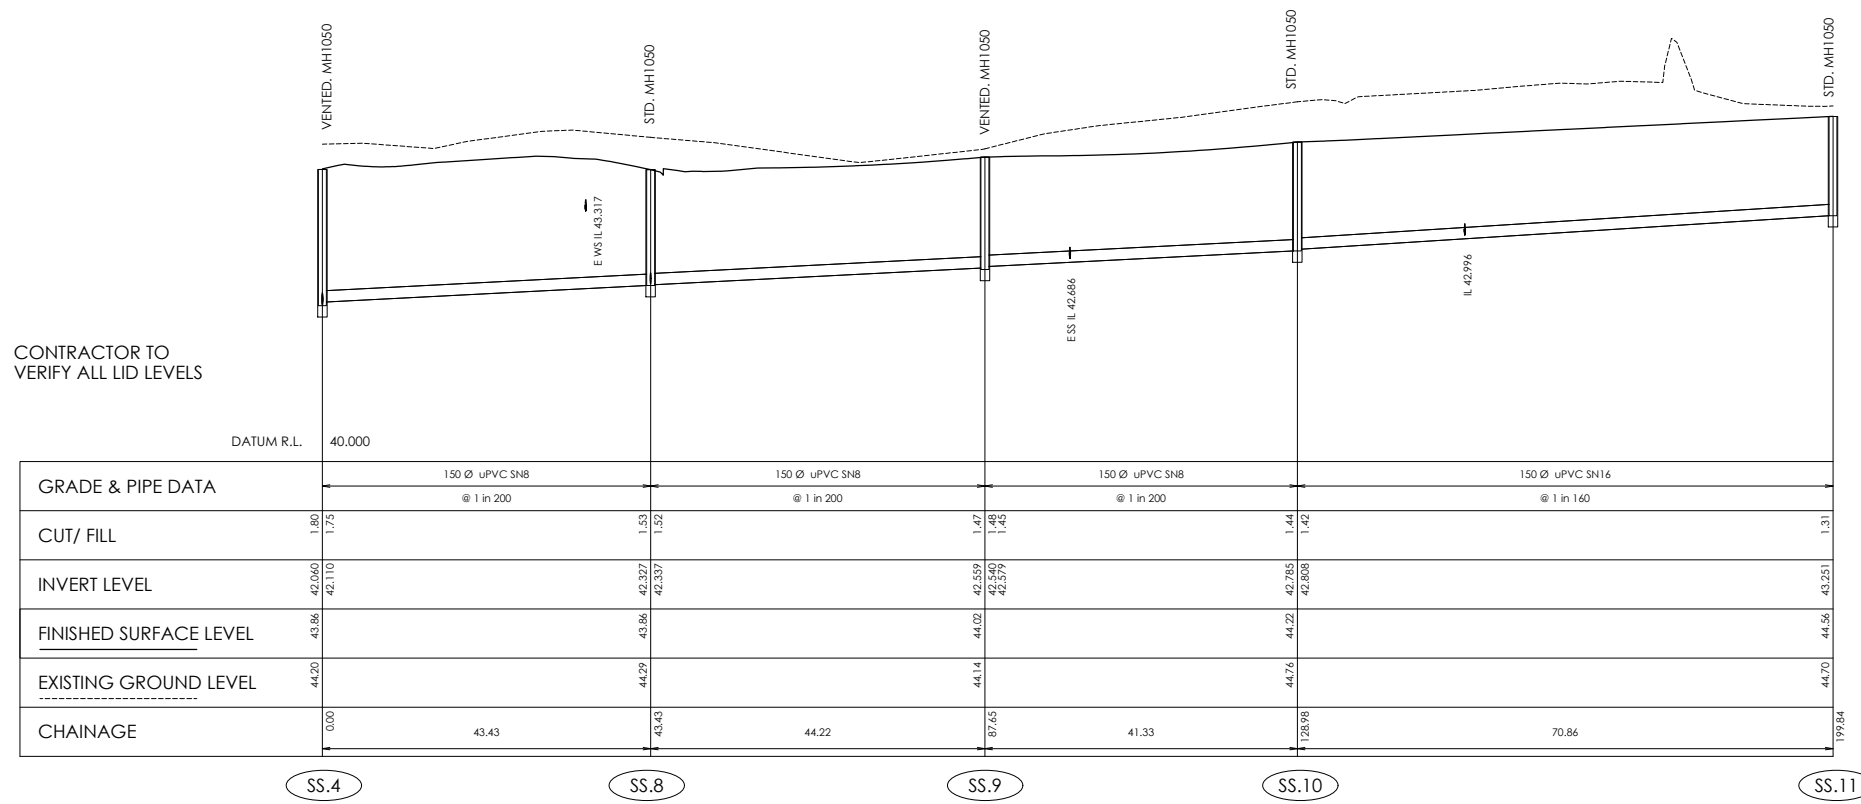 VENTED. MH1050
STD. MH1050
VENTED. MH1050
STD. MH1050
STD. MH1050
E WS IL 43.317
E SS IL 42.686
IL 42.996
CONTRACTOR TO
VERIFY ALL LID LEVELS
DATUM R.L. 40.000
GRADE & PIPE DATA
150 Ø uPVC SN8
@ 1 in 200
150 Ø uPVC SN8
@ 1 in 200
150 Ø uPVC SN8
@ 1 in 200
150 Ø uPVC SN16
@ 1 in 160
CUT/ FILL
1.80
1.75
1.53
1.52
1.47
1.48
1.45
1.44
1.42
1.31
INVERT LEVEL
42.060
42.110
42.327
42.337
42.559
42.540
42.579
42.785
42.808
43.251
FINISHED SURFACE LEVEL
43.86
43.86
44.02
44.22
44.56
EXISTING GROUND LEVEL
44.20
44.29
44.14
44.76
44.70
CHAINAGE
0.00
43.43
43.43
44.22
87.65
41.33
128.98
70.86
199.84
SS.4
SS.8
SS.9
SS.10
SS.11